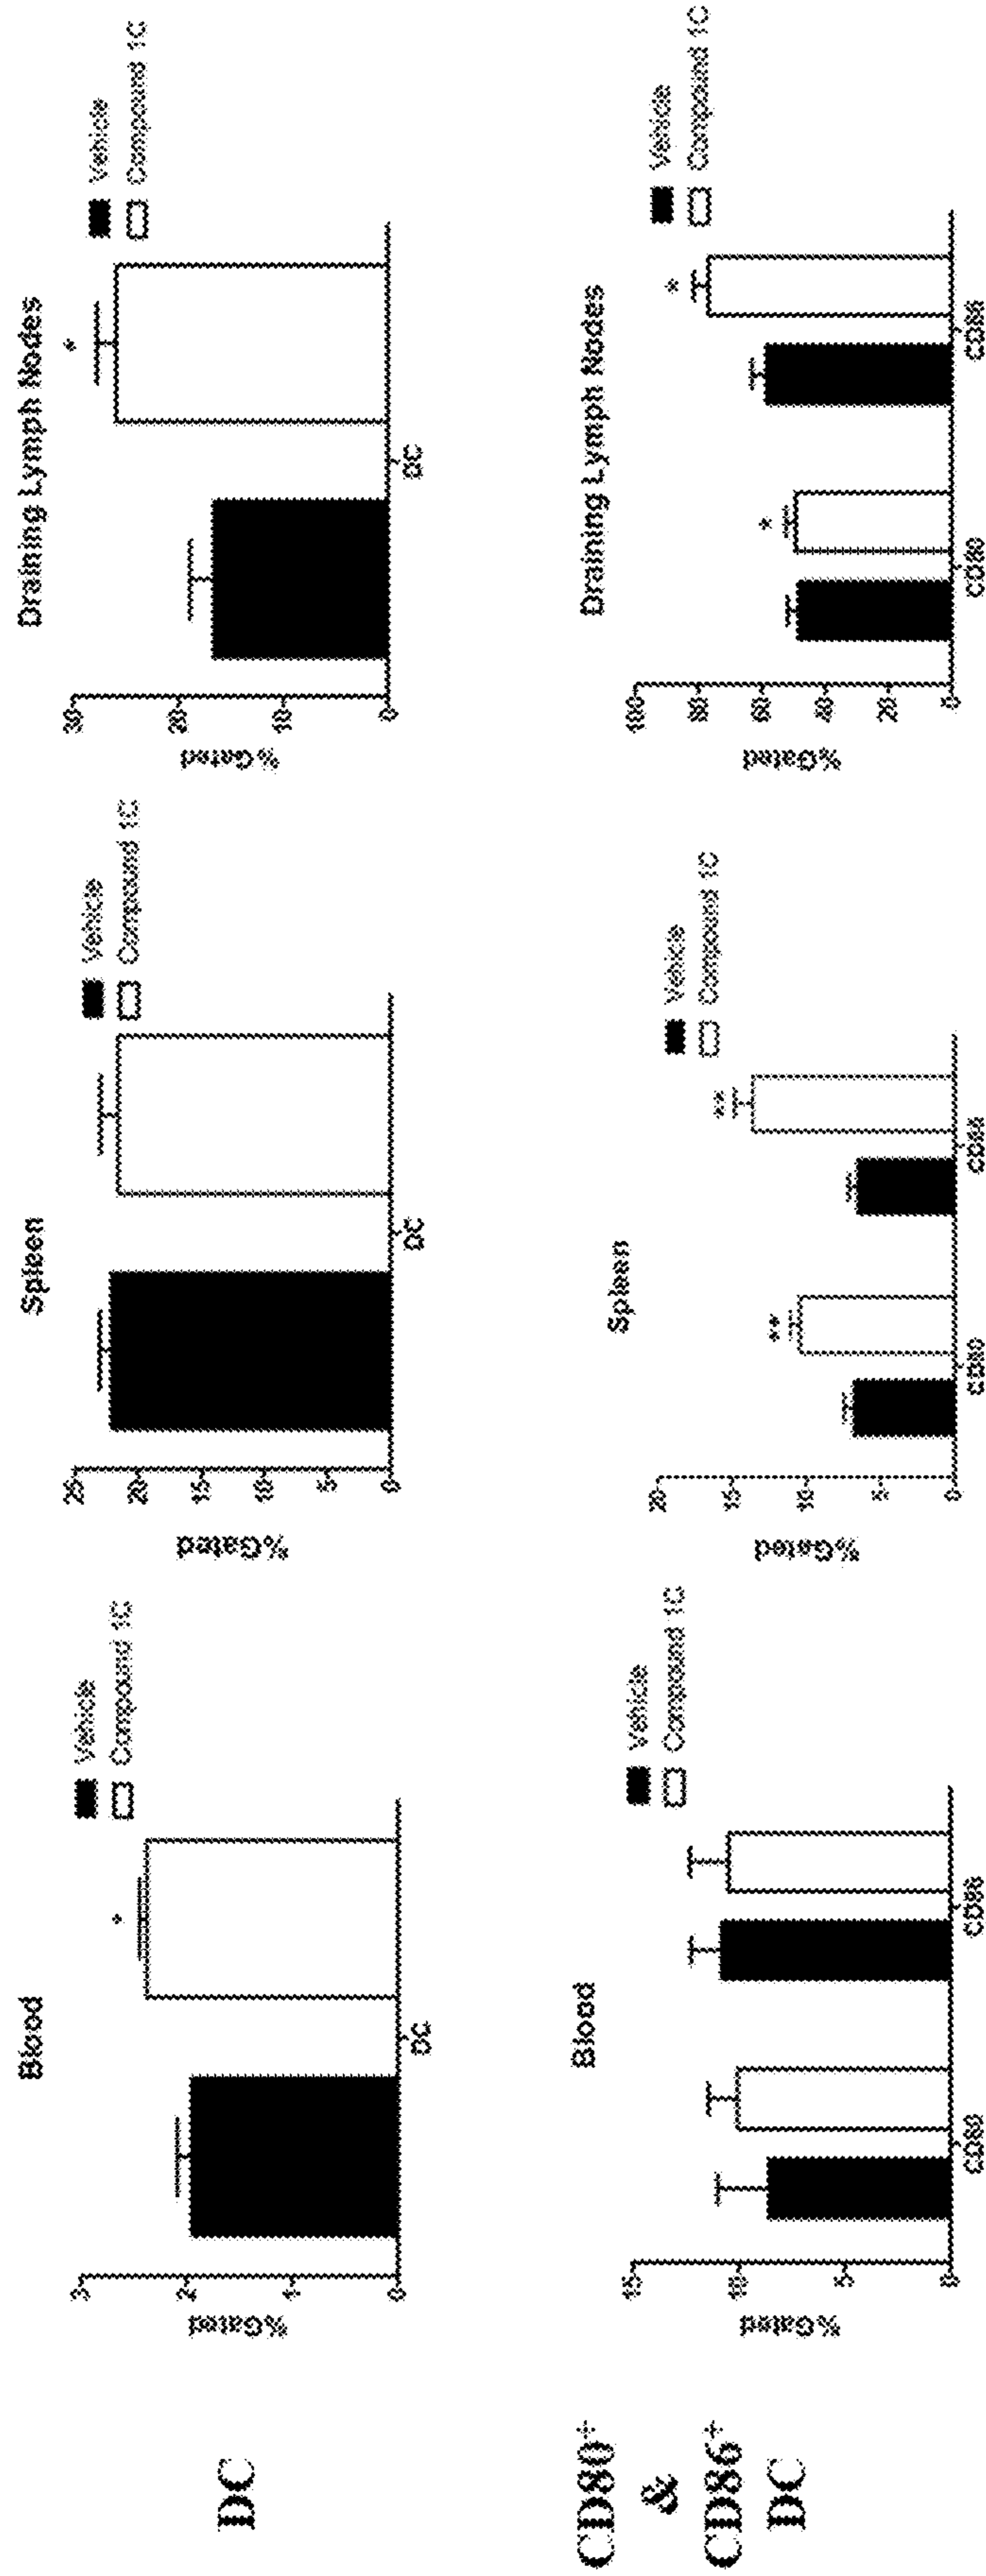 DC
Blood
%Gated
3
2
1
0
DC
*
Vehicle
Compound 1C
Spleen
%Gated
25
20
15
10
5
0
DC
Vehicle
Compound 1C
Draining Lymph Nodes
%Gated
30
20
10
0
DC
*
Vehicle
Compound 1C
CD80+
&
CD86+
DC
Blood
%Gated
15
10
5
0
CD80
CD86
Vehicle
Compound 1C
Spleen
%Gated
20
15
10
5
0
CD80
CD86
**
**
Vehicle
Compound 1C
Draining Lymph Nodes
%Gated
100
80
60
40
20
0
CD80
CD86
*
*
Vehicle
Compound 1C